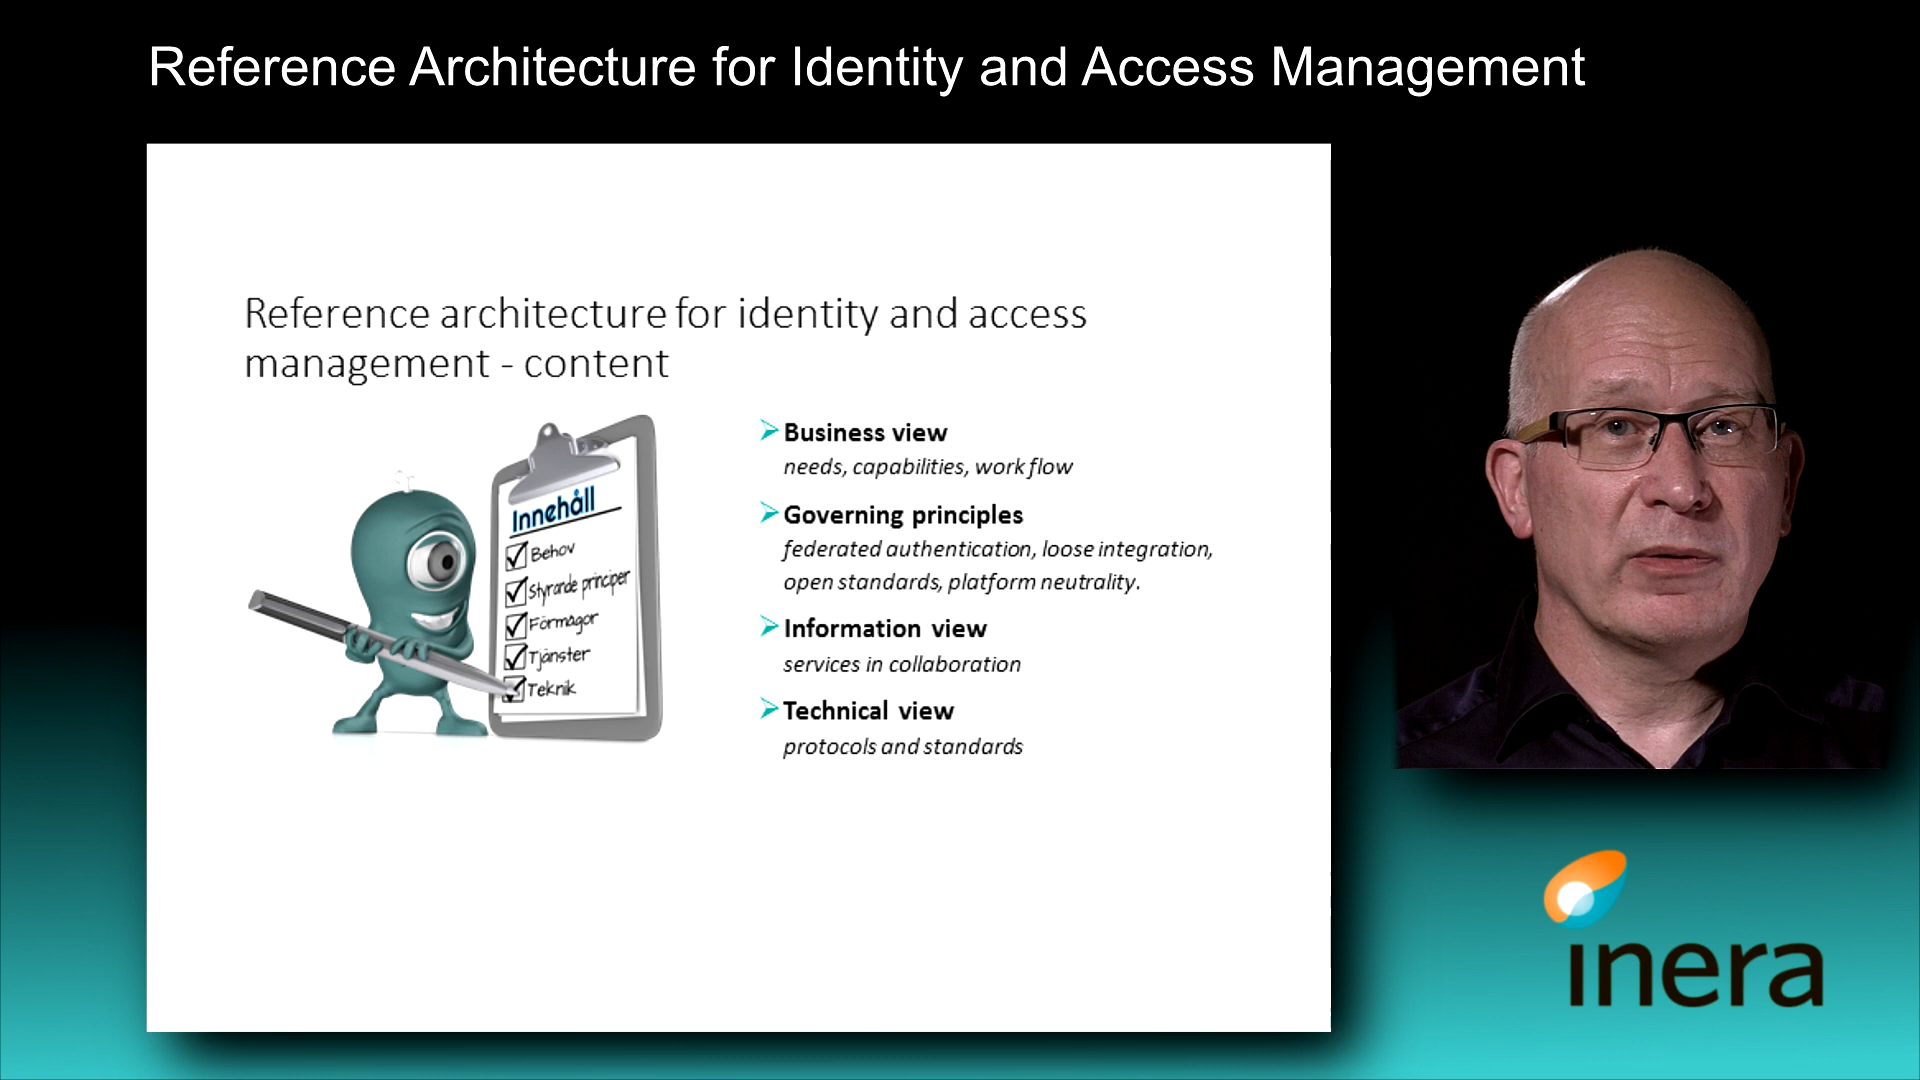 Reference Architecture for Identity and Access Management
Reference architecture for identity and access
management - content
Innehåll
Behov
Styrande principer
Förmågor
Tjänster
Teknik
Business view
needs, capabilities, work flow
Governing principles
federated authentication, loose integration,
open standards, platform neutrality.
Information view
services in collaboration
Technical view
protocols and standards
inera